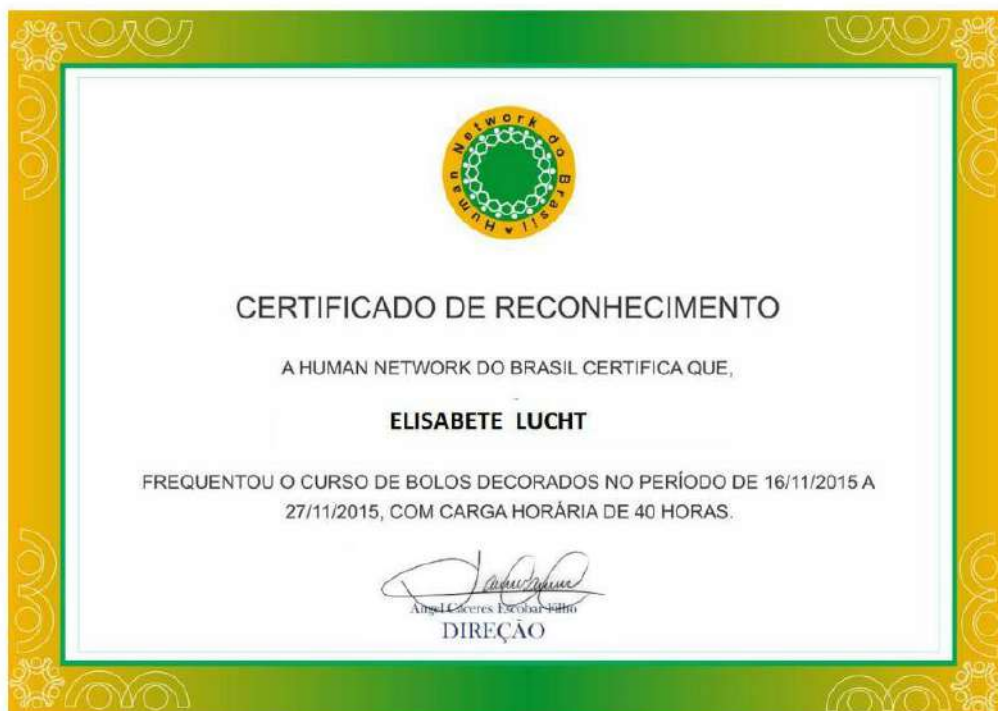 Human Network do Brasil
CERTIFICADO DE RECONHECIMENTO
A HUMAN NETWORK DO BRASIL CERTIFICA QUE,
ELISABETE LUCHT
FREQUENTOU O CURSO DE BOLOS DECORADOS NO PERÍODO DE 16/11/2015 A
27/11/2015, COM CARGA HORÁRIA DE 40 HORAS.
Angel Cáceres Escobar Filho
DIREÇÃO